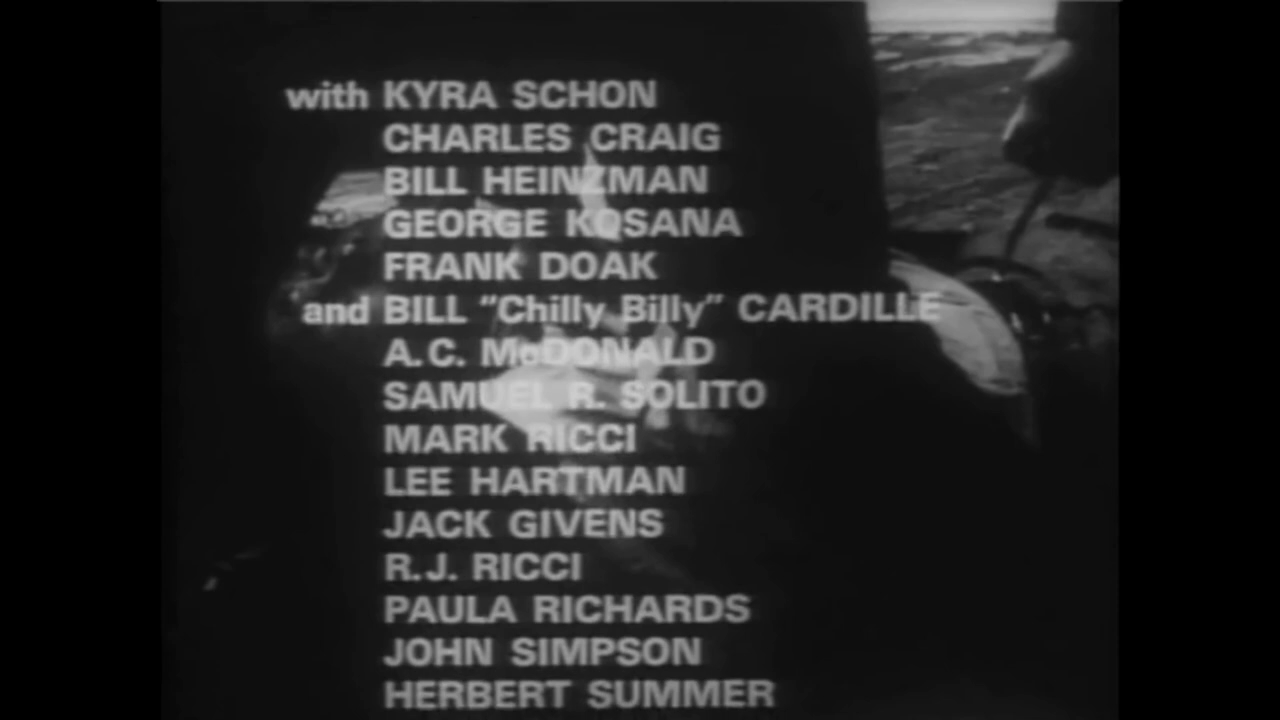 with KYRA SCHON
CHARLES CRAIG
BILL HEINZMAN
GEORGE KOSANA
FRANK DOAK
and BILL "Chilly Billy" CARDILLE
A.C. McDONALD
SAMUEL R. SOLITO
MARK RICCI
LEE HARTMAN
JACK GIVENS
R.J. RICCI
PAULA RICHARDS
JOHN SIMPSON
HERBERT SUMMER